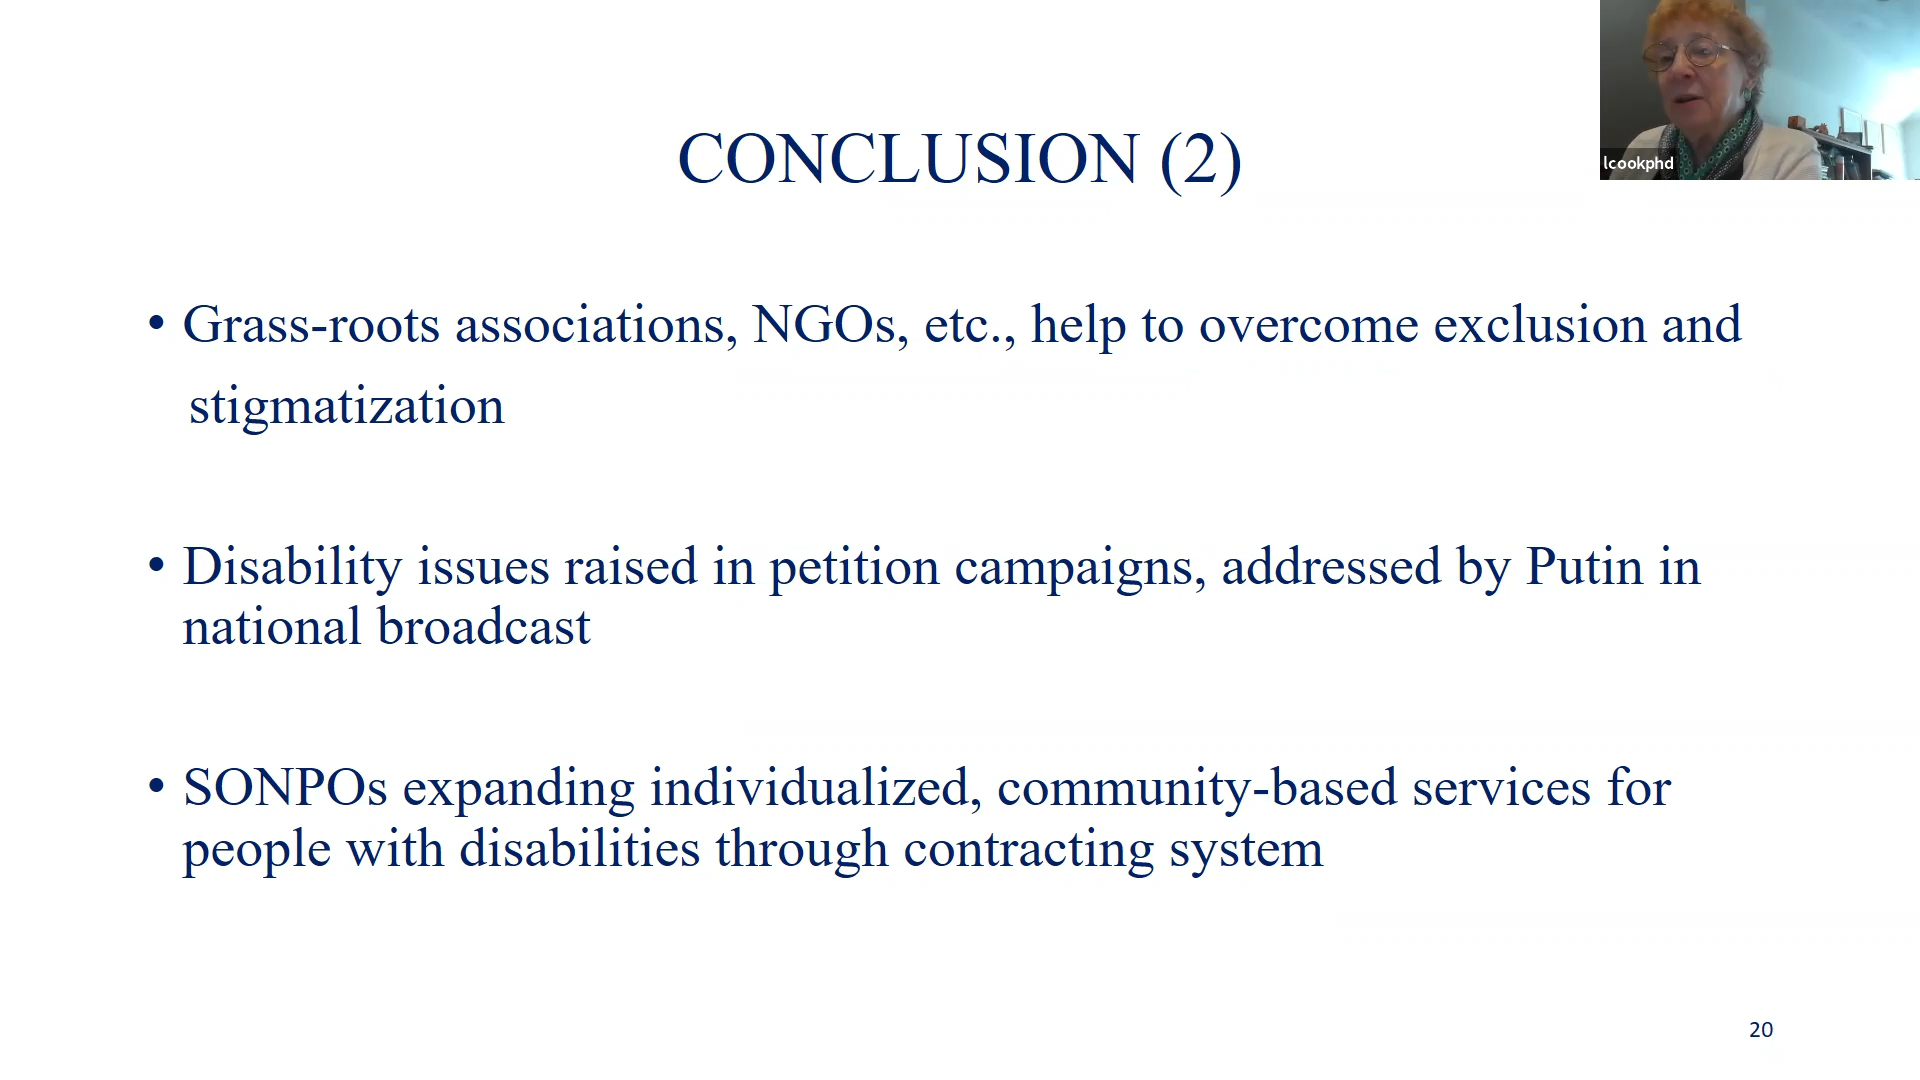 CONCLUSION (2)
lcookphd
• Grass-roots associations, NGOs, etc., help to overcome exclusion and
stigmatization
• Disability issues raised in petition campaigns, addressed by Putin in
national broadcast
• SONPOs expanding individualized, community-based services for
people with disabilities through contracting system
20